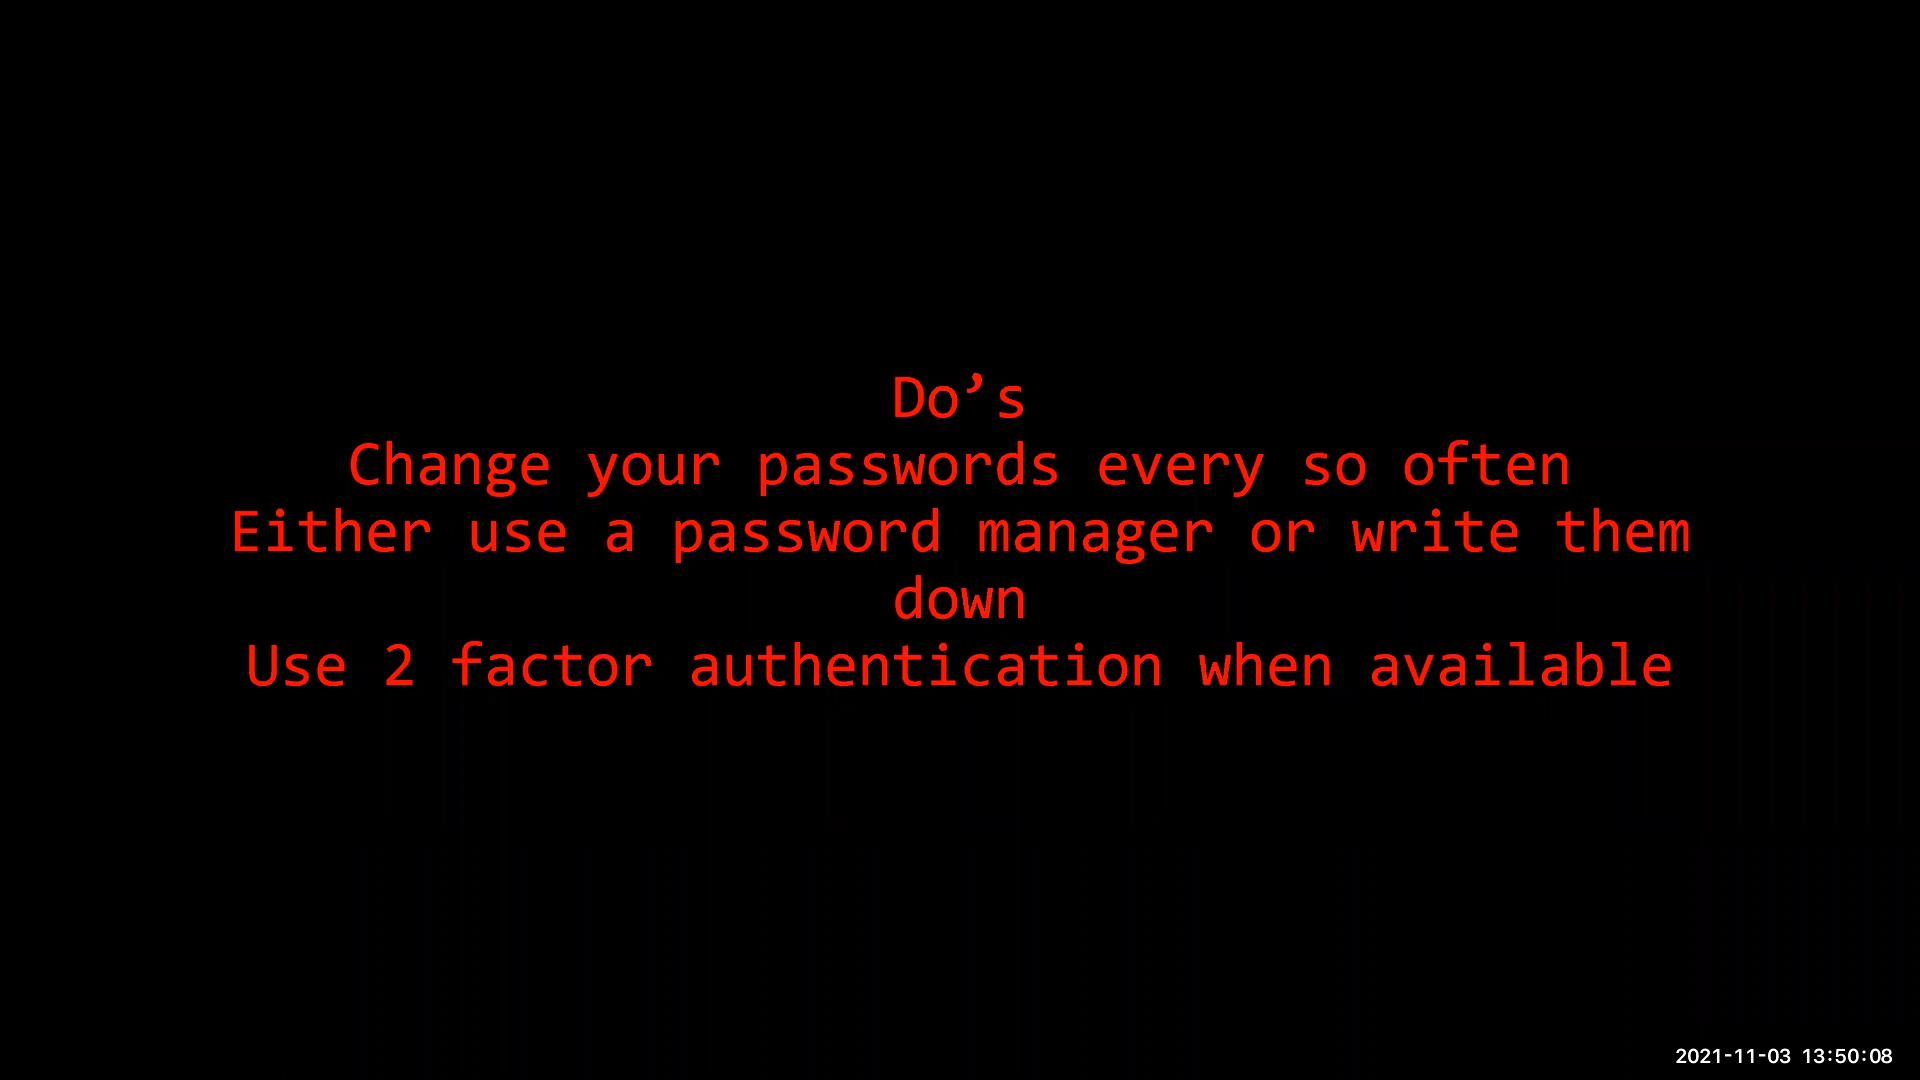 Do’s
Change your passwords every so often
Either use a password manager or write them
down
Use 2 factor authentication when available
2021-11-03 13:50:08